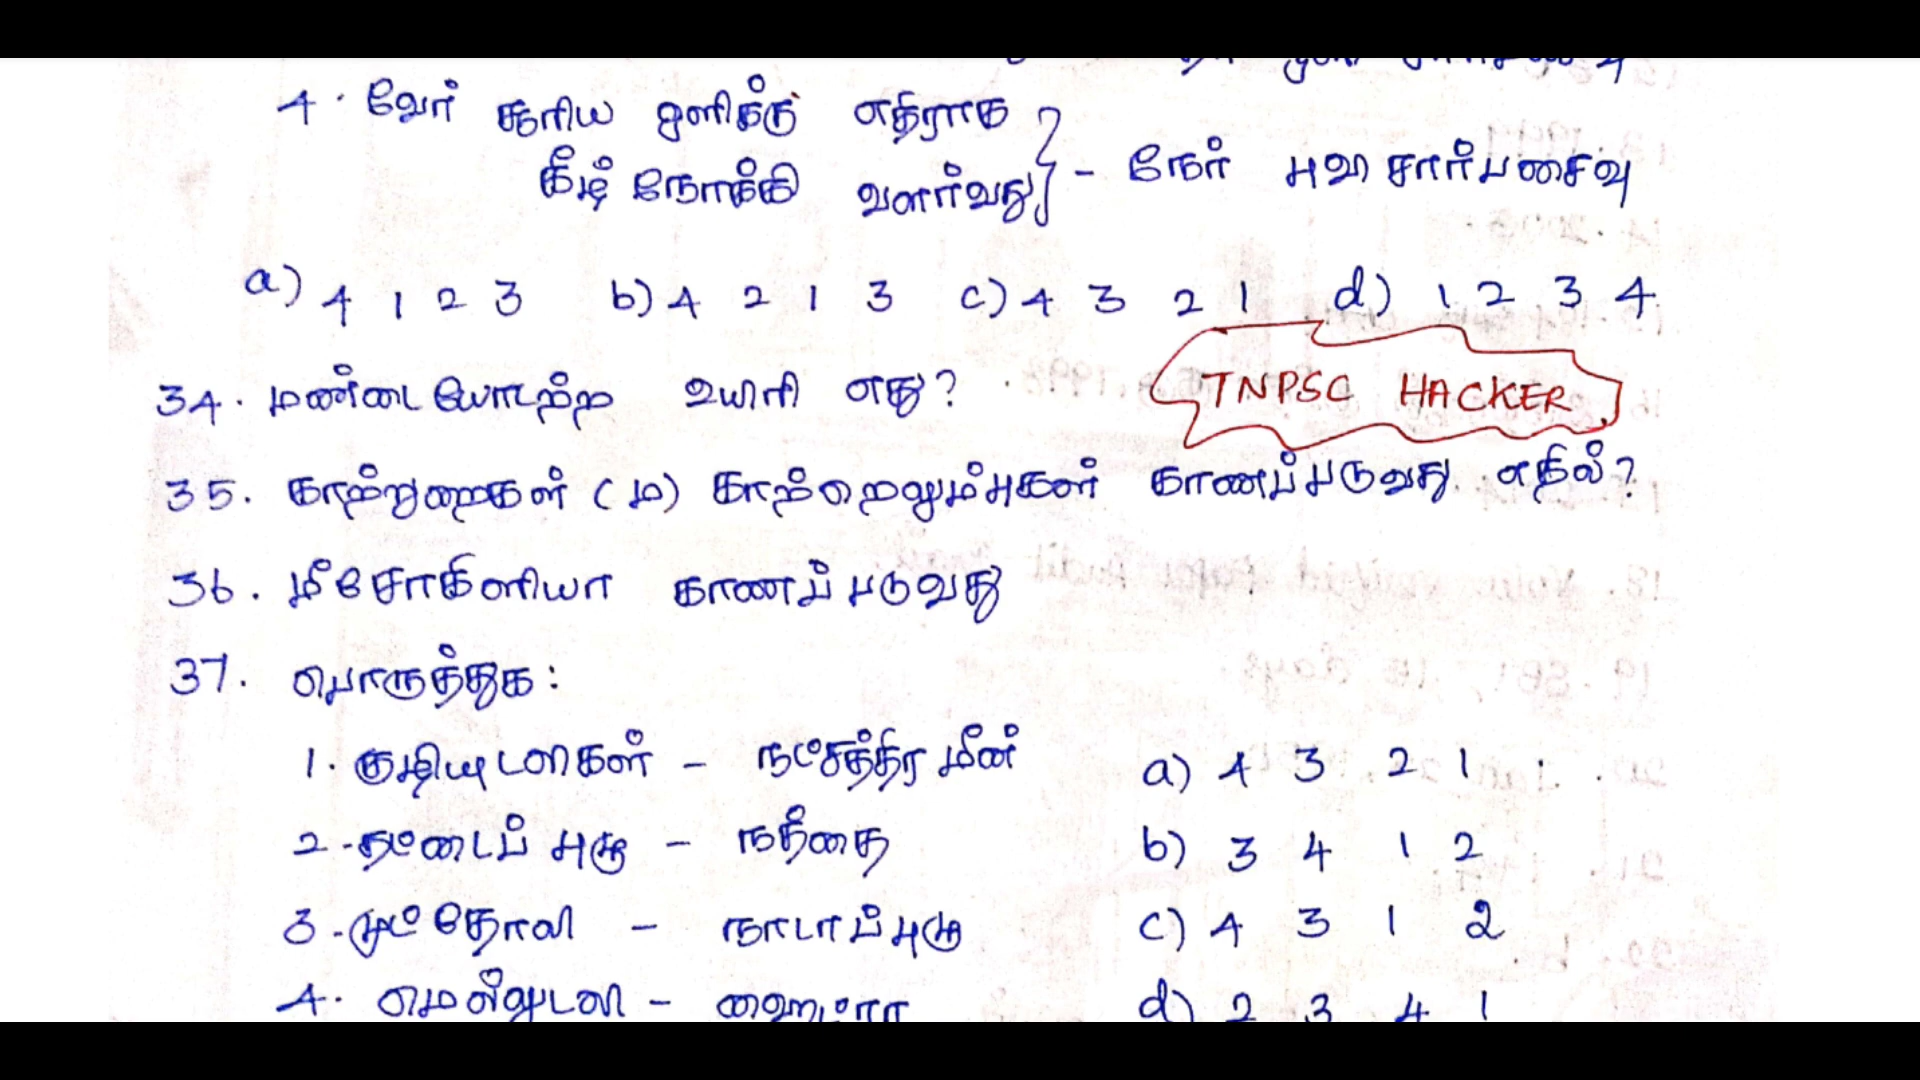 4. வேர் சூரிய ஒளிக்கு எதிராக
கீழ் நோக்கி வளர்வது } - நேர் புவி சார்பசைவு
a) 4 1 2 3 b) 4 2 1 3 c) 4 3 2 1 d) 1 2 3 4
34. மண்டையோடற்ற உயிரி எது?
TNPSC HACKER
35. காற்றுறைகள் (ம) காற்றெலும்புகள் காணப்படுவது எதில்?
36. மீசோகிளியா காணப்படுவது
37. பொருத்துக:
1. குழியுடலிகள் - நட்சத்திர மீன் a) 4 3 2 1
2. தட்டைப் புழு - நத்தை b) 3 4 1 2
3. முட்தோலி - நாடாப்புழு c) 4 3 1 2
4. மெல்லுடலி - ஹைட்ரா d) 2 3 4 1